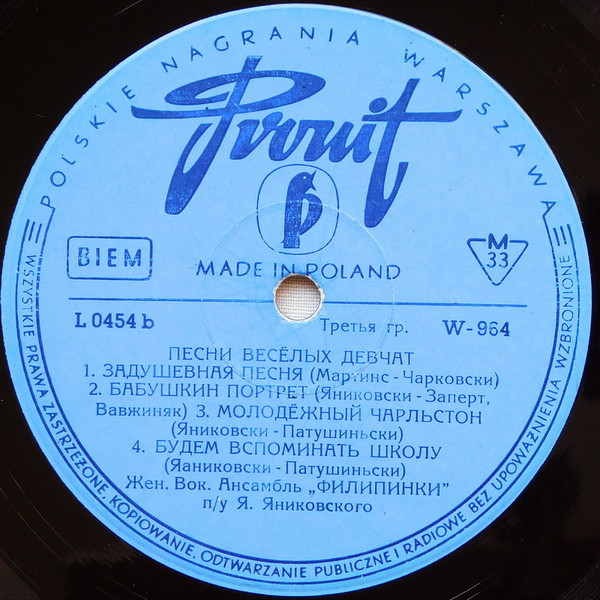 POLSKIE NAGRANIA WARSZAWA
Pronit
BIEM
MADE IN POLAND
M
33
L 0454 b
Третья гр.
W-964
ПЕСНИ ВЕСЁЛЫХ ДЕВЧАТ
1. ЗАДУШЕВНАЯ ПЕСНЯ (Мартинс - Чарковски)
2. БАБУШКИН ПОРТРЕТ (Яниковски - Заперт,
Вавжиняк) 3. МОЛОДЁЖНЫЙ ЧАРЛЬСТОН
(Яниковски - Патушиньски)
4. БУДЕМ ВСПОМИНАТЬ ШКОЛУ
(Яаниковски - Патушиньски)
Жен. Вок. Ансамбль „ФИЛИПИНКИ"
п/у Я. Яниковского
WSZYSTKIE PRAWA ZASTRZEŻONE. KOPIOWANIE, ODTWARZANIE PUBLICZNE I RADIOWE BEZ UPOWAŻNIENIA WZBRONIONE